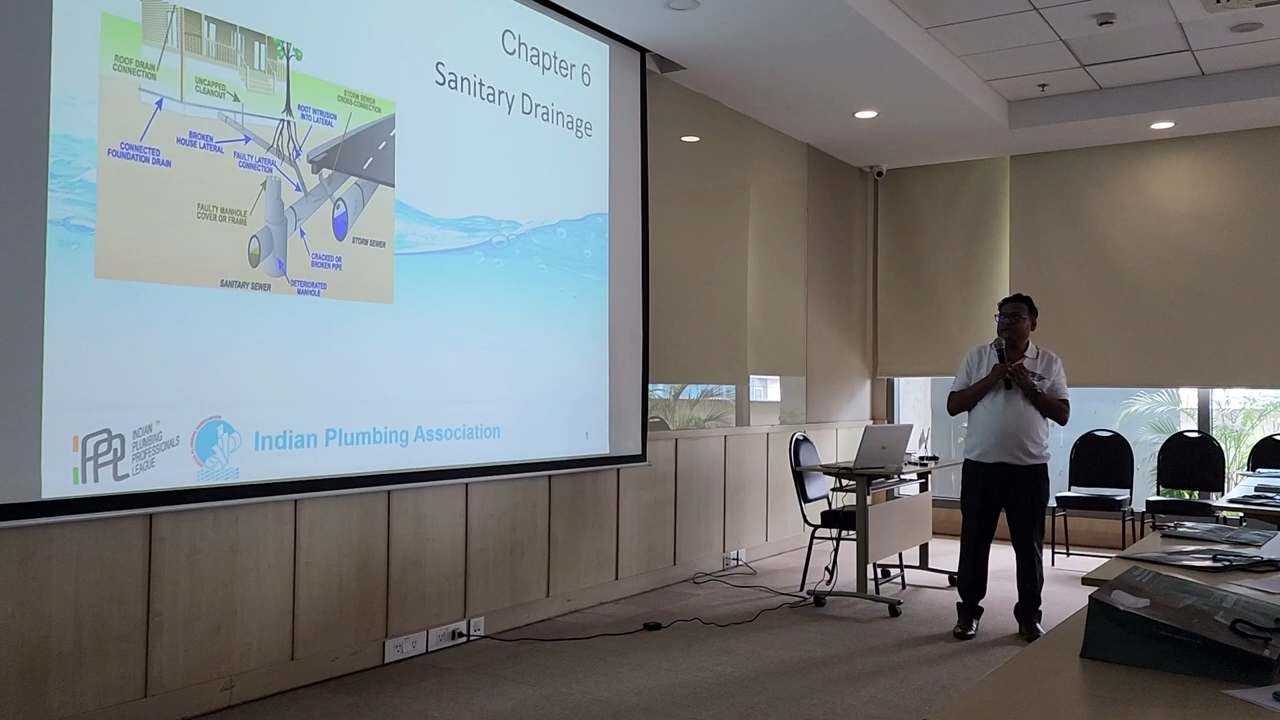 Chapter 6
Sanitary Drainage
ROOF DRAIN
CONNECTION
UNCAPPED
CLEANOUT
STORM SEWER
CROSS-CONNECTION
ROOT INTRUSION
INTO LATERAL
CONNECTED
FOUNDATION DRAIN
BROKEN
HOUSE LATERAL
FAULTY LATERAL
CONNECTION
FAULTY MANHOLE
COVER OR FRAME
STORM SEWER
CRACKED OR
BROKEN PIPE
SANITARY SEWER
DETERIORATED
MANHOLE
INDIAN
PLUMBING
PROFESSIONALS
LEAGUE
Indian Plumbing Association
1